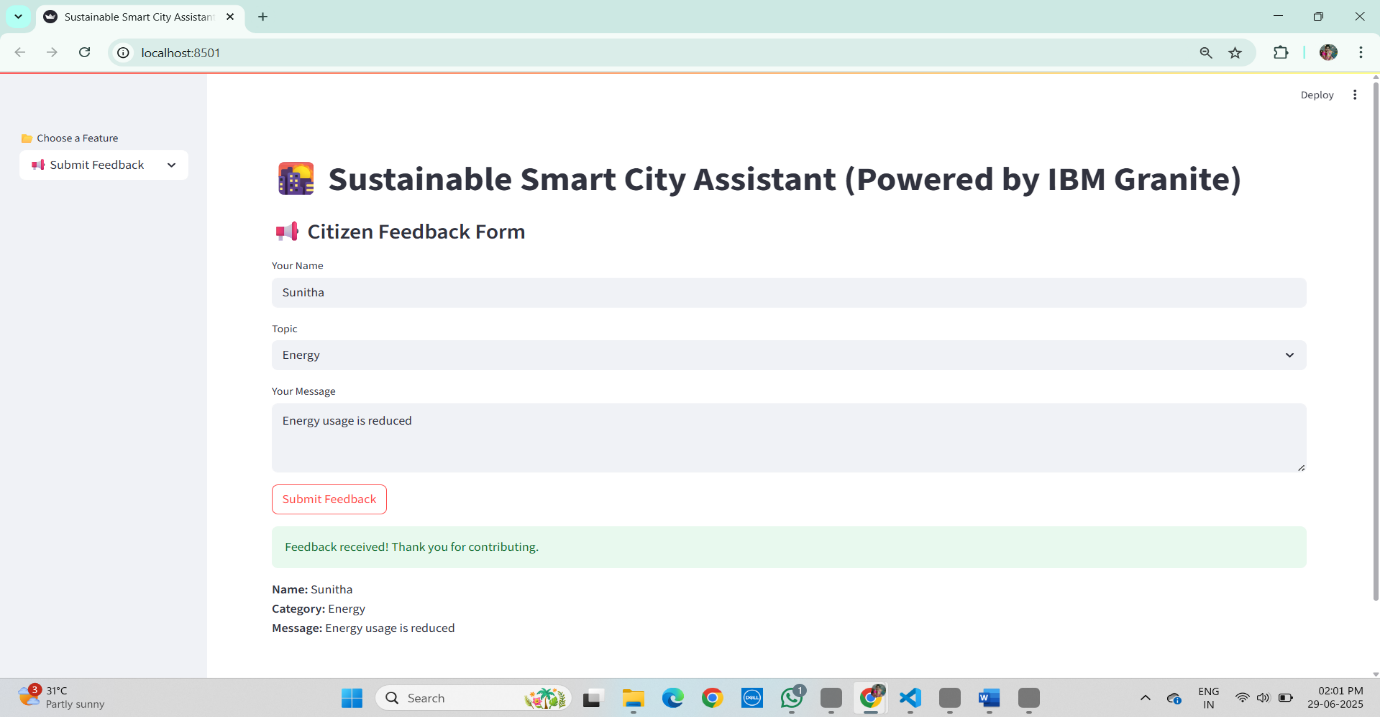 Sustainable Smart City Assistant
localhost:8501
Deploy
Choose a Feature
Submit Feedback
Sustainable Smart City Assistant (Powered by IBM Granite)
Citizen Feedback Form
Your Name
Sunitha
Topic
Energy
Your Message
Energy usage is reduced
Submit Feedback
Feedback received! Thank you for contributing.
Name: Sunitha
Category: Energy
Message: Energy usage is reduced
3
31°C
Partly sunny
Search
DELL
1
W
ENG
IN
02:01 PM
29-06-2025